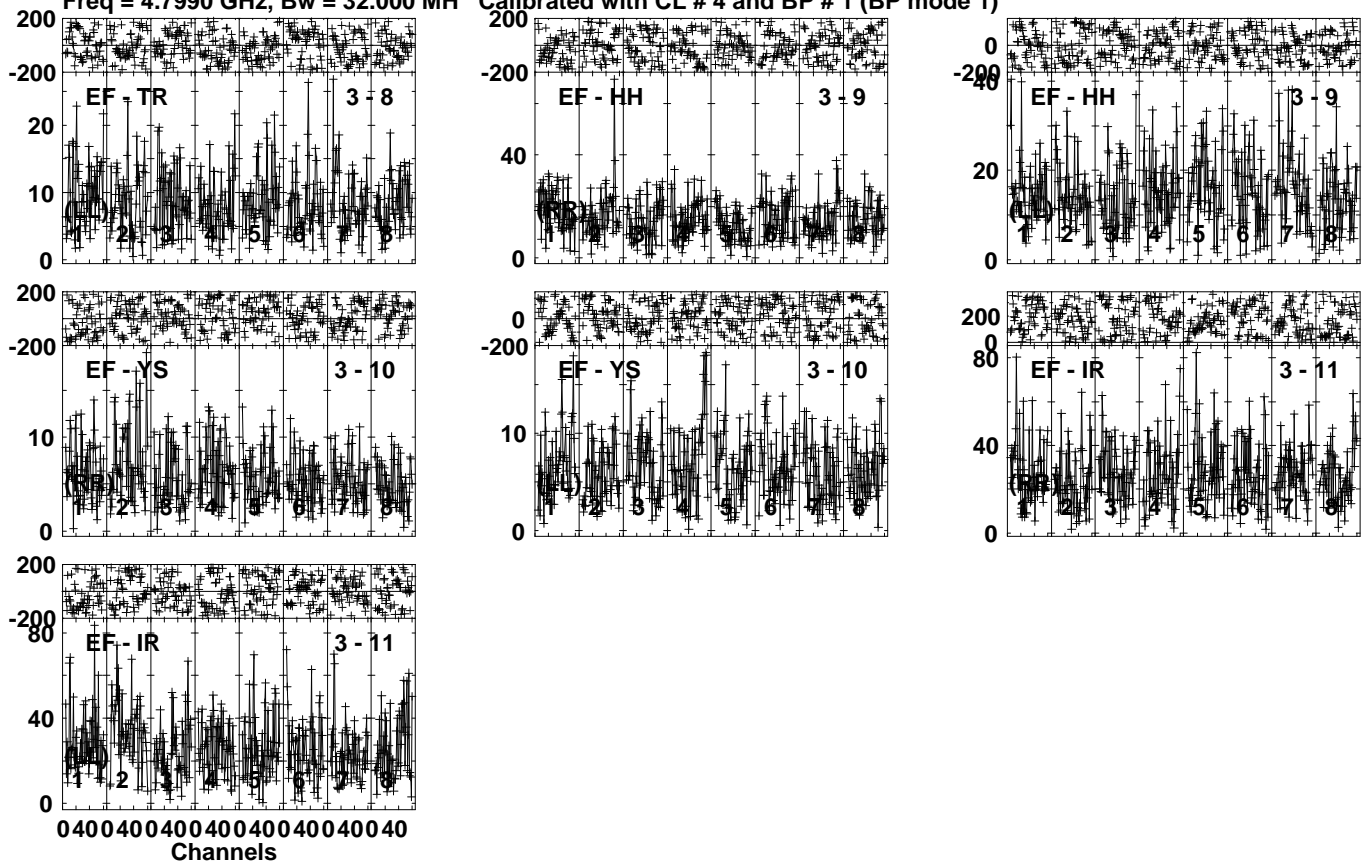 Freq = 4.7990 GHz, Bw = 32.000 MH Calibrated with CL # 4 and BP # 1 (BP mode 1)
200
-200
EF - TR 3 - 8
20
10
0
(LL)
1 2 3 4 5 6 7 8
200
-200
EF - HH 3 - 9
40
0
(RR)
1 2 3 4 5 6 7 8
0
-200
40
EF - HH 3 - 9
20
0
(LL)
1 2 3 4 5 6 7 8
200
-200
EF - YS 3 - 10
10
0
(RR)
1 2 3 4 5 6 7 8
0
-200
EF - YS 3 - 10
10
0
(LL)
1 2 3 4 5 6 7 8
200
0
80
EF - IR 3 - 11
40
0
(RR)
1 2 3 4 5 6 7 8
200
-200
80
EF - IR 3 - 11
40
0
(LL)
1 2 3 4 5 6 7 8
0 40 0 40 0 40 0 40 0 40 0 40 0 40 0 40
Channels